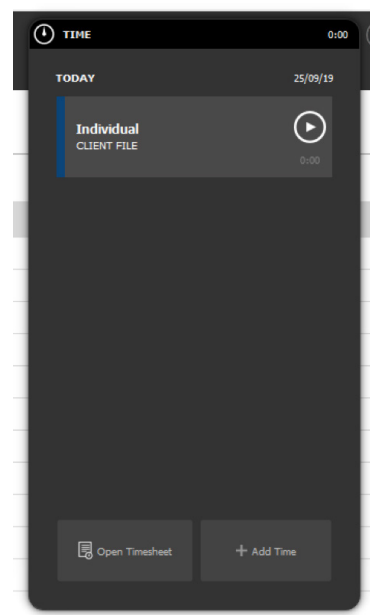 TIME 0:00
TODAY 25/09/19
Individual
CLIENT FILE
0:00
Open Timesheet + Add Time